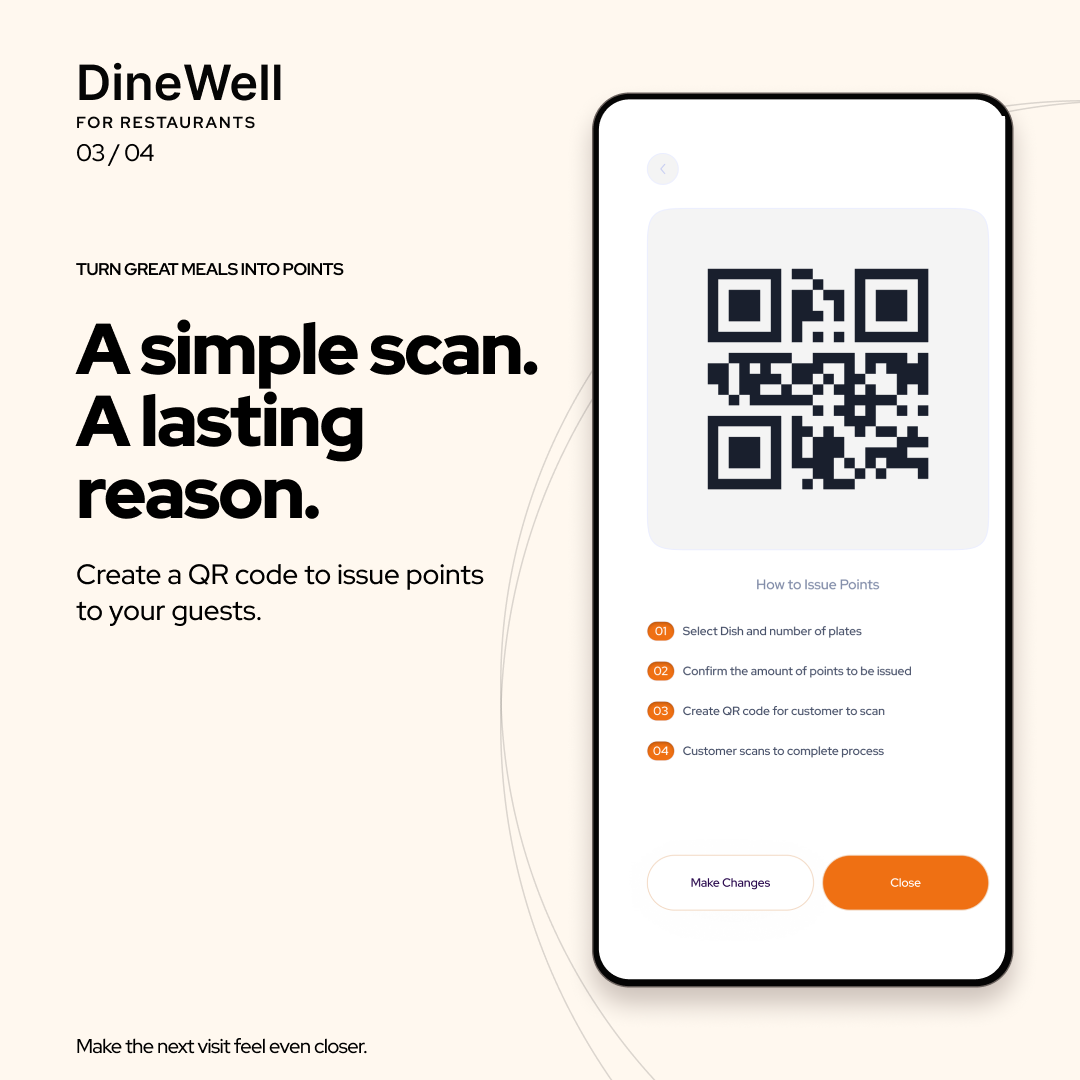 DineWell
FOR RESTAURANTS
03 / 04
TURN GREAT MEALS INTO POINTS
A simple scan.
A lasting
reason.
Create a QR code to issue points
to your guests.
How to Issue Points
01 Select Dish and number of plates
02 Confirm the amount of points to be issued
03 Create QR code for customer to scan
04 Customer scans to complete process
Make Changes
Close
Make the next visit feel even closer.